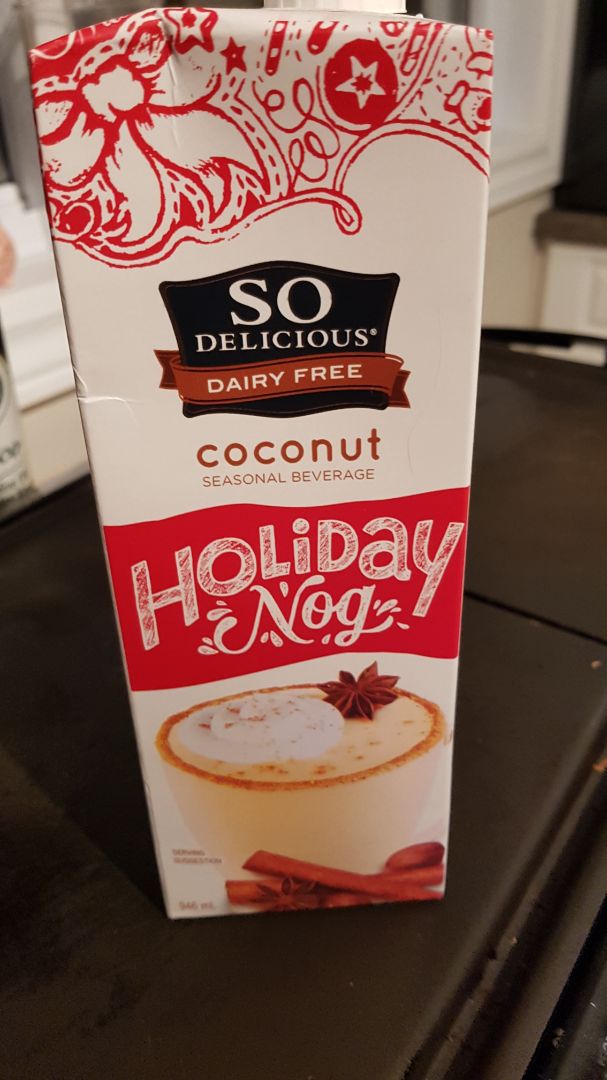 SO
DELICIOUS®
DAIRY FREE
coconut
SEASONAL BEVERAGE
HOLiDay
Nog
SERVING
SUGGESTION
946 mL